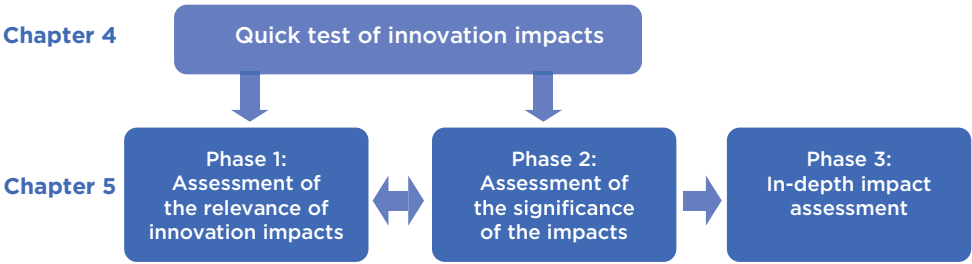 Chapter 4
Quick test of innovation impacts
Chapter 5
Phase 1:
Assessment of
the relevance of
innovation impacts
Phase 2:
Assessment of
the significance
of the impacts
Phase 3:
In-depth impact
assessment